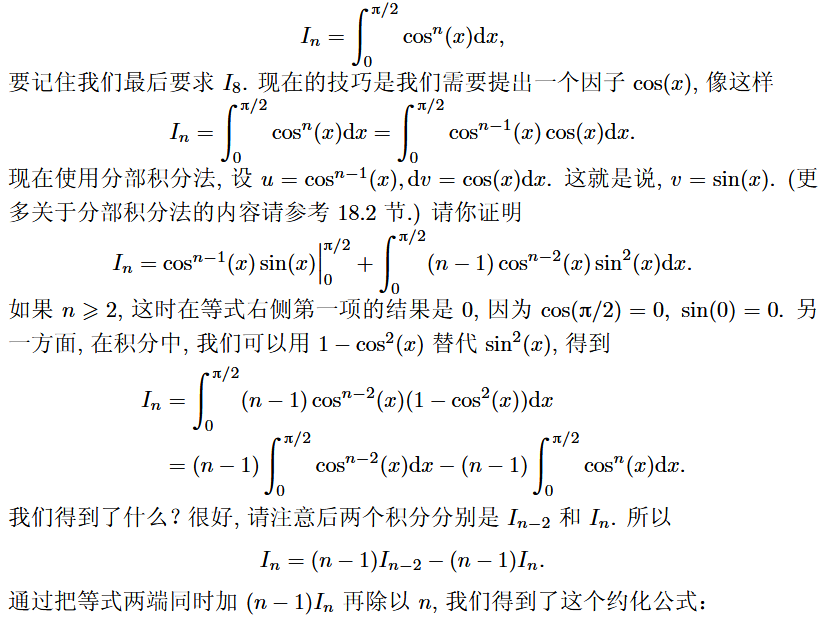 $I_n = \int_0^{\pi/2} \cos^n(x)\mathrm{d}x,$
要记住我们最后要求 $I_8$. 现在的技巧是我们需要提出一个因子 $\cos(x)$, 像这样
$I_n = \int_0^{\pi/2} \cos^n(x)\mathrm{d}x = \int_0^{\pi/2} \cos^{n-1}(x)\cos(x)\mathrm{d}x.$
现在使用分部积分法, 设 $u = \cos^{n-1}(x), \mathrm{d}v = \cos(x)\mathrm{d}x$. 这就是说, $v = \sin(x)$. (更
多关于分部积分法的内容请参考 18.2 节.) 请你证明
$I_n = \cos^{n-1}(x)\sin(x)\Big|_0^{\pi/2} + \int_0^{\pi/2} (n-1)\cos^{n-2}(x)\sin^2(x)\mathrm{d}x.$
如果 $n \geqslant 2$, 这时在等式右侧第一项的结果是 0, 因为 $\cos(\pi/2) = 0, \sin(0) = 0$. 另
一方面, 在积分中, 我们可以用 $1 - \cos^2(x)$ 替代 $\sin^2(x)$, 得到
$I_n = \int_0^{\pi/2} (n-1)\cos^{n-2}(x)(1 - \cos^2(x))\mathrm{d}x$
$= (n-1)\int_0^{\pi/2} \cos^{n-2}(x)\mathrm{d}x - (n-1)\int_0^{\pi/2} \cos^n(x)\mathrm{d}x.$
我们得到了什么? 很好, 请注意后两个积分分别是 $I_{n-2}$ 和 $I_n$. 所以
$I_n = (n-1)I_{n-2} - (n-1)I_n.$
通过把等式两端同时加 $(n-1)I_n$ 再除以 $n$, 我们得到了这个约化公式: